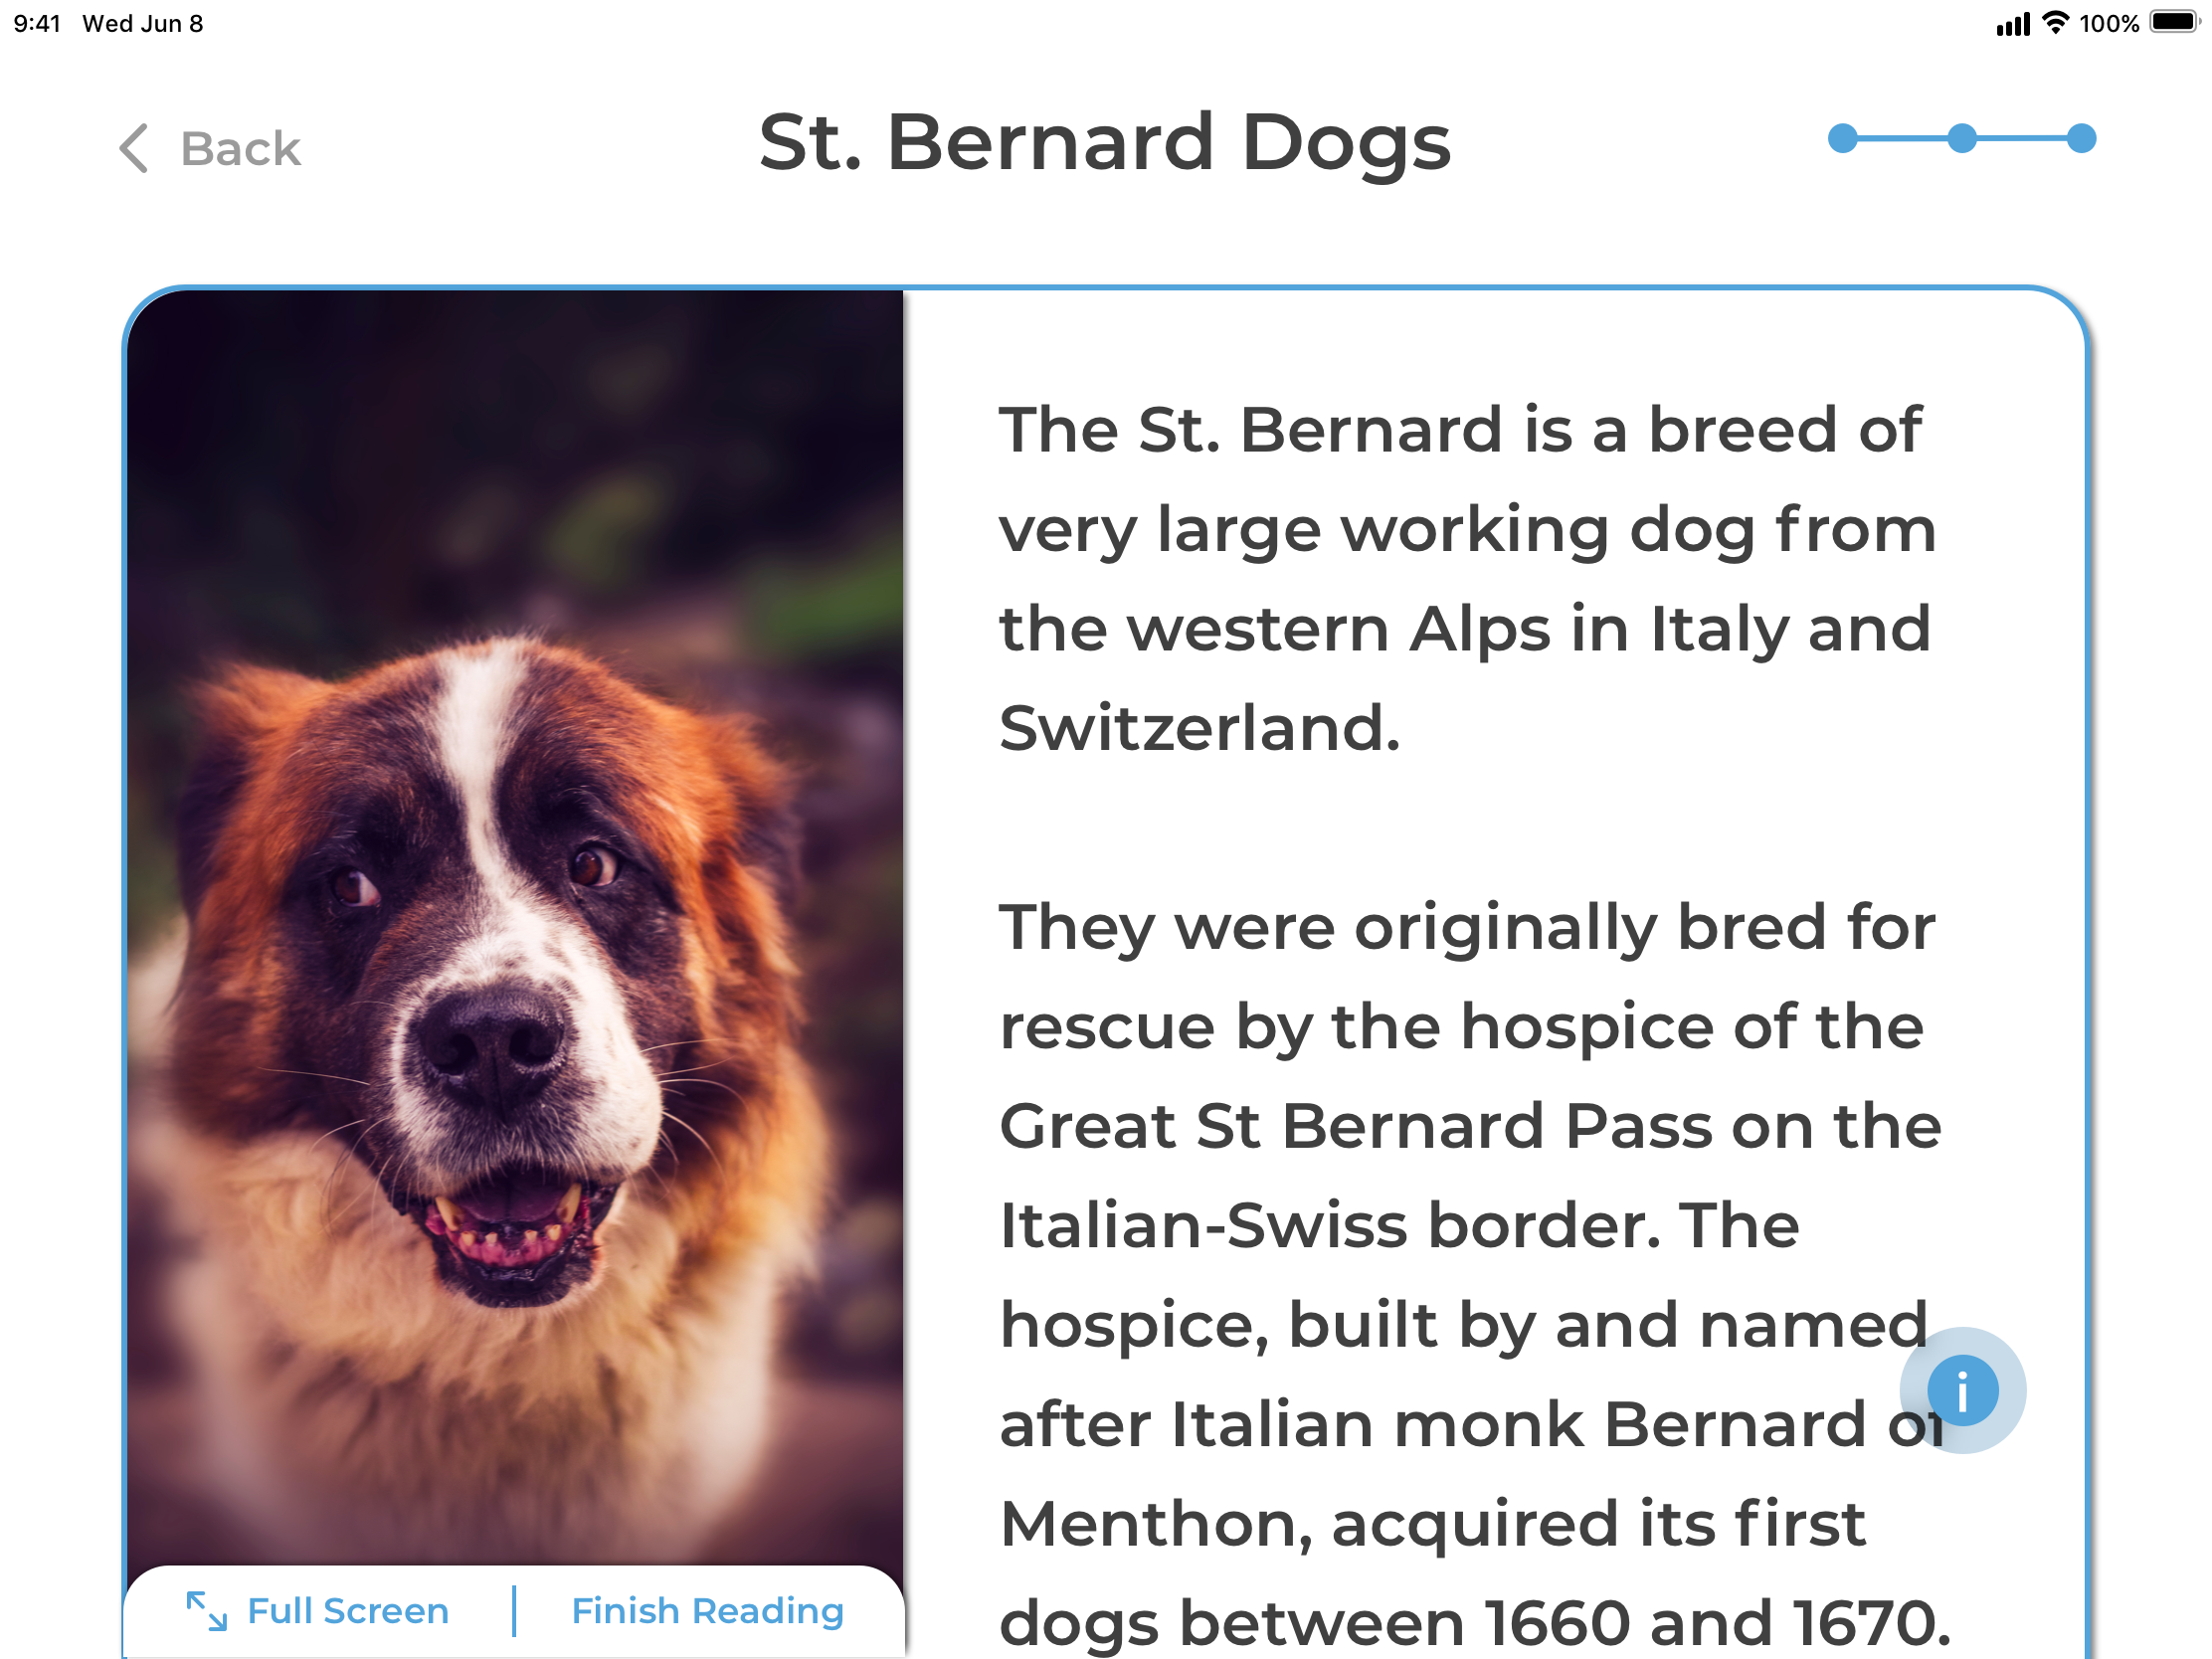 9:41 Wed Jun 8
100%
Back
St. Bernard Dogs
The St. Bernard is a breed of
very large working dog from
the western Alps in Italy and
Switzerland.
They were originally bred for
rescue by the hospice of the
Great St Bernard Pass on the
Italian-Swiss border. The
hospice, built by and named
after Italian monk Bernard of
Menthon, acquired its first
dogs between 1660 and 1670.
i
Full Screen | Finish Reading